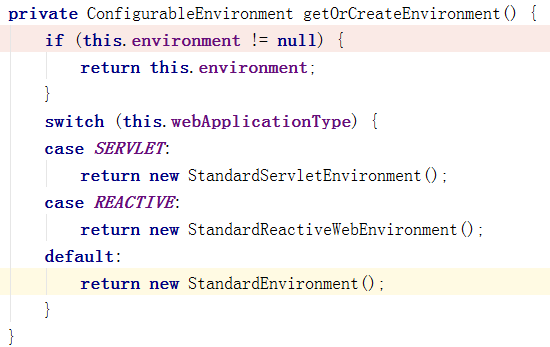 private ConfigurableEnvironment getOrCreateEnvironment() {
    if (this.environment != null) {
        return this.environment;
    }
    switch (this.webApplicationType) {
    case SERVLET:
        return new StandardServletEnvironment();
    case REACTIVE:
        return new StandardReactiveWebEnvironment();
    default:
        return new StandardEnvironment();
    }
}